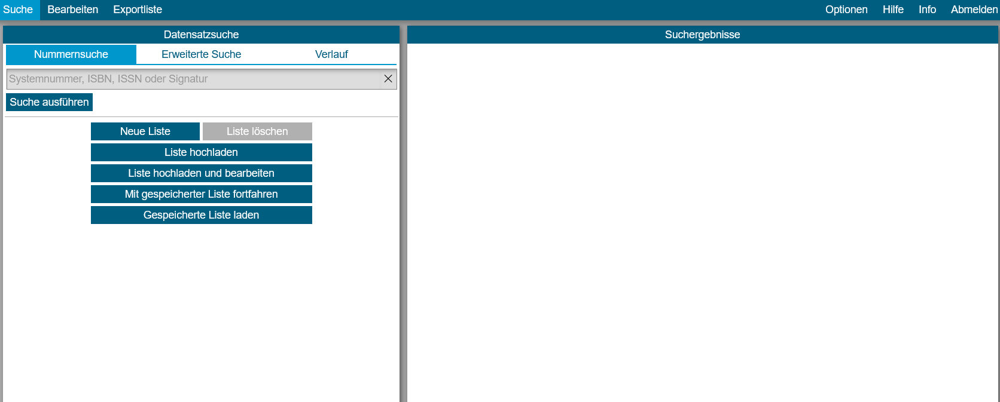 Suche Bearbeiten Exportliste Optionen Hilfe Info Abmelden
Datensatzsuche
Nummernsuche Erweiterte Suche Verlauf
Systemnummer, ISBN, ISSN oder Signatur
Suche ausführen
Neue Liste Liste löschen
Liste hochladen
Liste hochladen und bearbeiten
Mit gespeicherter Liste fortfahren
Gespeicherte Liste laden
Suchergebnisse